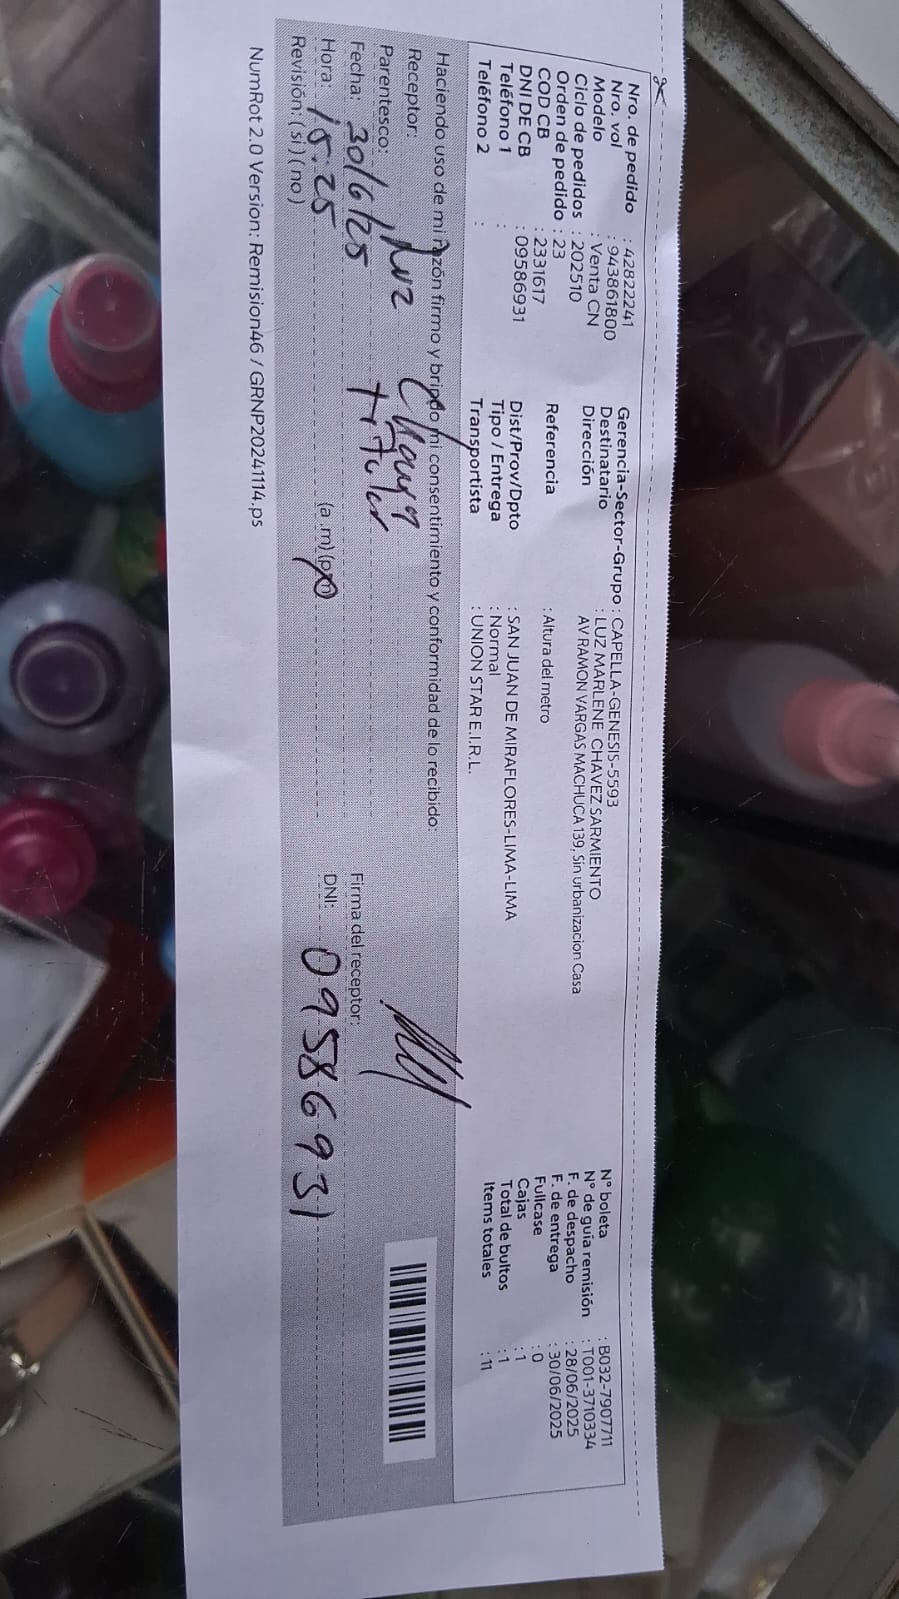 Nro. de pedido : 42822241
Nro. vol : 943861800
Modelo : Venta CN
Ciclo de pedidos : 202510
Orden de pedido : 23
COD CB : 2331617
DNI DE CB : 09586931
Teléfono 1 :
Teléfono 2 :
Gerencia-Sector-Grupo : CAPELLA-GENESIS-5593
Destinatario : LUZ MARLENE CHAVEZ SARMIENTO
Dirección AV RAMON VARGAS MACHUCA 139, Sin urbanizacion Casa
Referencia : Altura del metro
Dist/Prov/Dpto : SAN JUAN DE MIRAFLORES-LIMA-LIMA
Tipo / Entrega : Normal
Transportista : UNION STAR E.I.R.L.
N° boleta : B032-7907711
N° de guia remisión : T001-3710334
F. de despacho : 28/06/2025
F. de entrega : 30/06/2025
Fullcase : 0
Cajas : 1
Total de bultos : 1
Items totales : 11
Haciendo uso de mi razón firmo y brindo mi consentimiento y conformidad de lo recibido:
Receptor: Luz Chavez
Parentesco: Titular
Fecha: 30/6/25
Hora: 15:25 (a.m) (p.m)
Revisión: ( si ) ( no )
Firma del receptor:
DNI: 09586931
NumRot 2.0 Version: Remision46 / GRNP20241114.ps